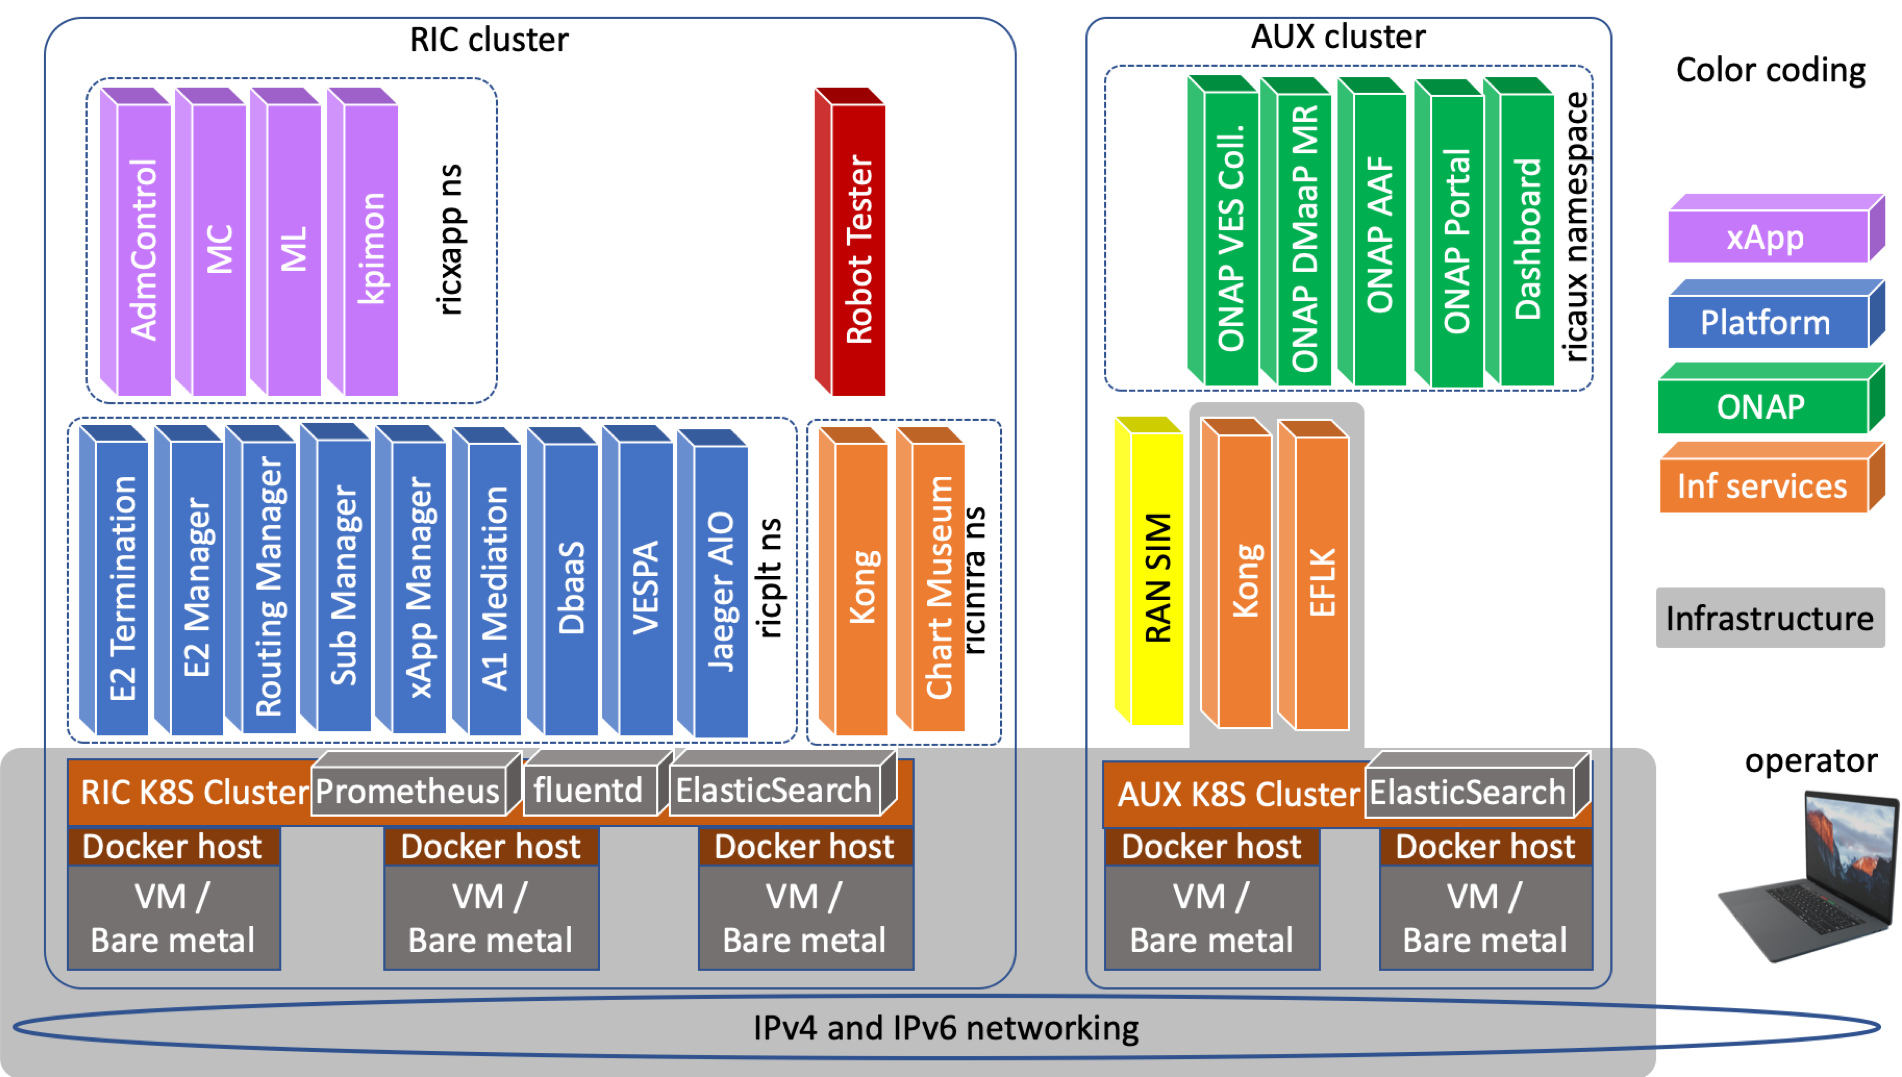 RIC cluster
AUX cluster
Color coding
AdmControl
MC
ML
kpimon
ricxapp ns
Robot Tester
ONAP VES Coll.
ONAP DMaaP MR
ONAP AAF
ONAP Portal
Dashboard
ricaux namespace
xApp
Platform
ONAP
Inf services
Infrastructure
E2 Termination
E2 Manager
Routing Manager
Sub Manager
xApp Manager
A1 Mediation
DbaaS
VESPA
Jaeger AIO
ricplt ns
Kong
Chart Museum
ricinfra ns
RAN SIM
Kong
EFLK
operator
RIC K8S Cluster
Prometheus
fluentd
ElasticSearch
AUX K8S Cluster
ElasticSearch
Docker host
Docker host
Docker host
Docker host
Docker host
VM /
Bare metal
VM /
Bare metal
VM /
Bare metal
VM /
Bare metal
VM /
Bare metal
IPv4 and IPv6 networking